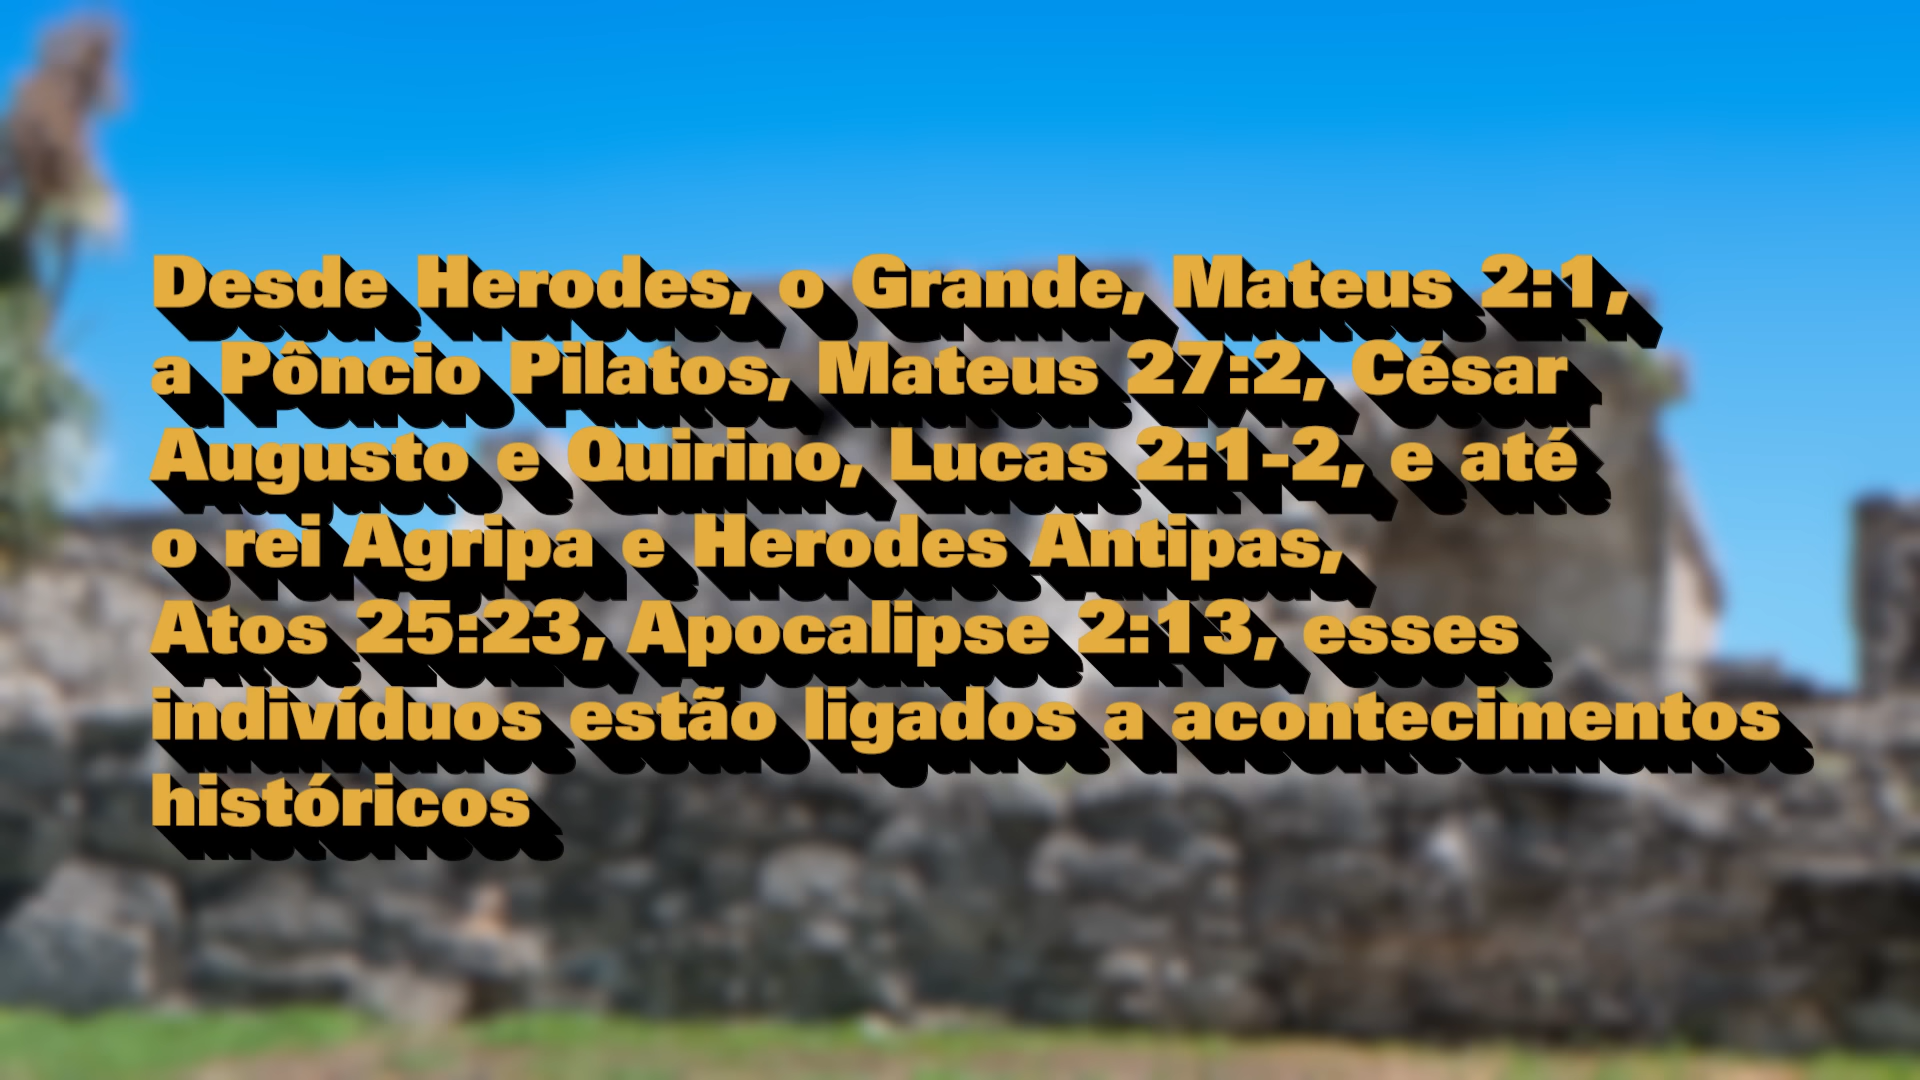 Desde Herodes, o Grande, Mateus 2:1,
a Pôncio Pilatos, Mateus 27:2, César
Augusto e Quirino, Lucas 2:1-2, e até
o rei Agripa e Herodes Antipas,
Atos 25:23, Apocalipse 2:13, esses
indivíduos estão ligados a acontecimentos
históricos